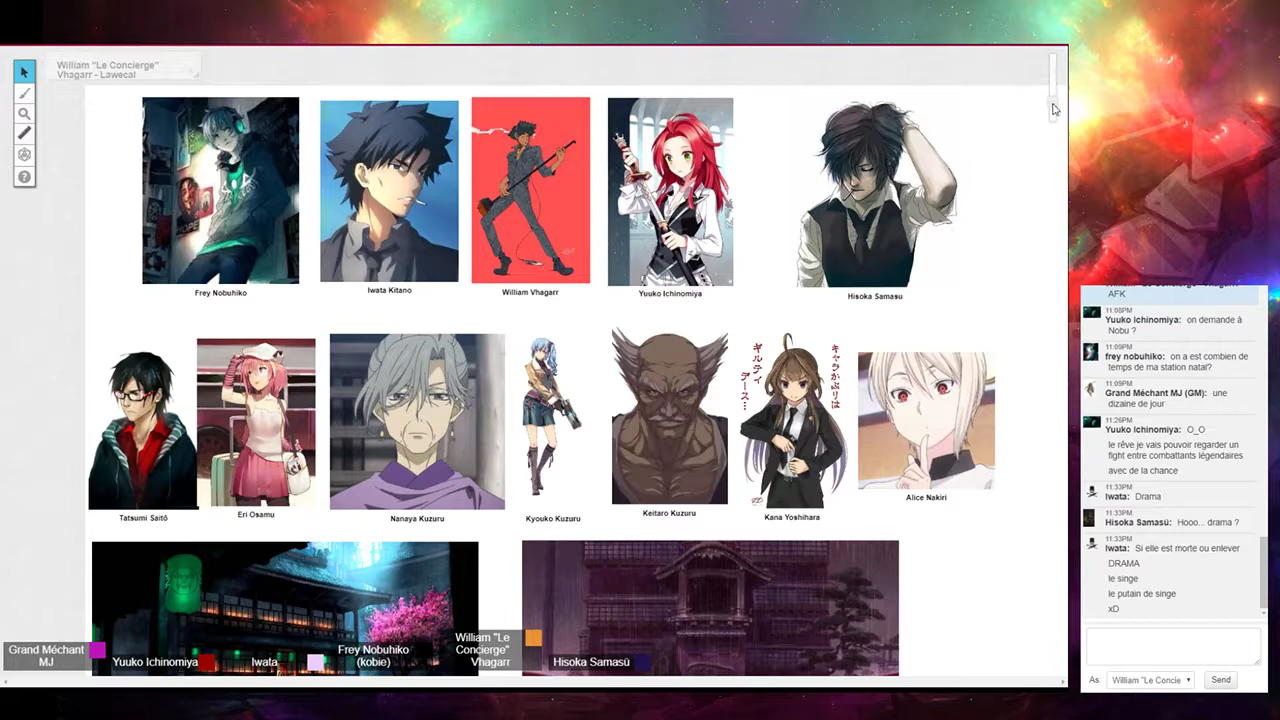 William "Le Concierge"
Vhagarr - Lawecal
Frey Nobuhiko
Iwata Kitano
William Vhagarr
Yuuko Ichinomiya
Hisoka Samasu
キャラかぶりは
ギルティ
デース…
Tatsumi Saitō
Eri Osamu
Nanaya Kuzuru
Kyouko Kuzuru
Keitaro Kuzuru
Kana Yoshihara
Alice Nakiri
Grand Méchant
MJ
Yuuko Ichinomiya
Iwata
Frey Nobuhiko
(kobie)
William "Le
Concierge"
Vhagarr
Hisoka Samasü
AFK
11:08PM
Yuuko Ichinomiya: on demande à
Nobu ?
11:09PM
frey nobuhiko: on a est combien de
temps de ma station natal?
11:09PM
Grand Méchant MJ (GM): une
dizaine de jour
11:26PM
Yuuko Ichinomiya: O_O
le rêve je vais pouvoir regarder un
fight entre combattants légendaires
avec de la chance
11:33PM
Iwata: Drama
11:33PM
Hisoka Samasü: Hooo... drama ?
11:33PM
Iwata: Si elle est morte ou enlever
DRAMA
le singe
le putain de singe
xD
As:
William "Le Concie
Send